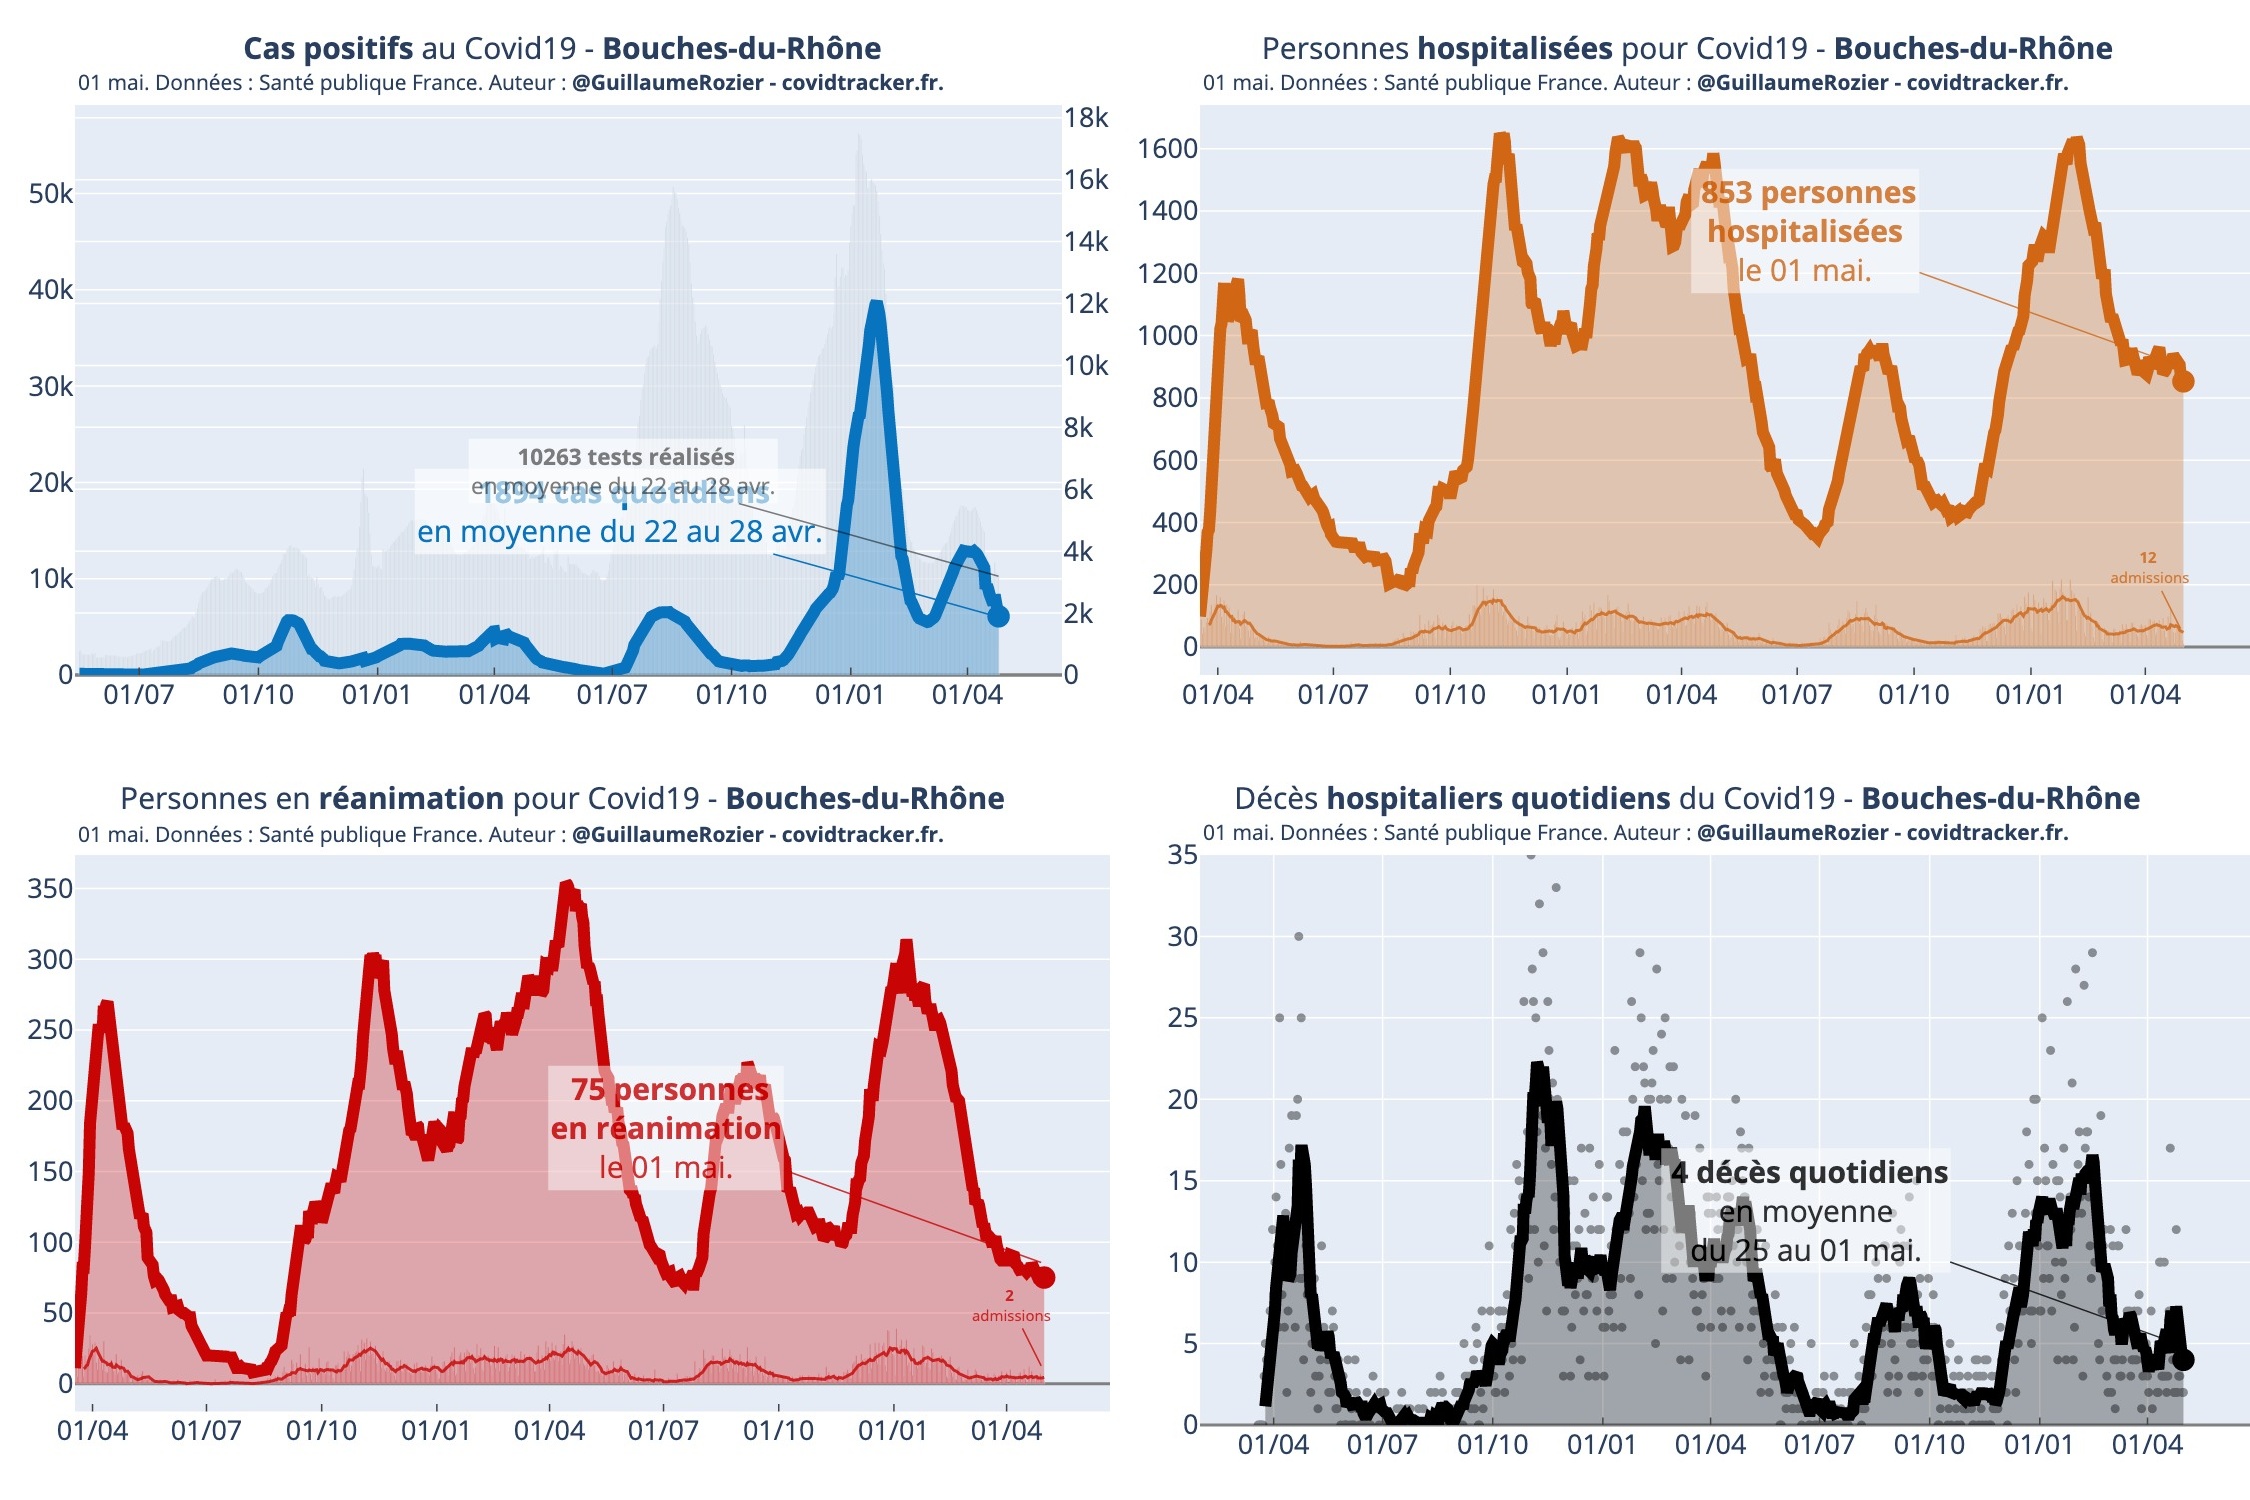 Cas positifs au Covid19 - Bouches-du-Rhône
01 mai. Données : Santé publique France. Auteur : @GuillaumeRozier - covidtracker.fr.
18k
16k
14k
12k
10k
8k
6k
4k
2k
0
50k
40k
30k
20k
10k
0
10263 tests réalisés
en moyenne du 22 au 28 avr.
1894 cas quotidiens
en moyenne du 22 au 28 avr.
01/07 01/10 01/01 01/04 01/07 01/10 01/01 01/04
Personnes hospitalisées pour Covid19 - Bouches-du-Rhône
01 mai. Données : Santé publique France. Auteur : @GuillaumeRozier - covidtracker.fr.
1600
1400
1200
1000
800
600
400
200
0
853 personnes
hospitalisées
le 01 mai.
12
admissions
01/04 01/07 01/10 01/01 01/04 01/07 01/10 01/01 01/04
Personnes en réanimation pour Covid19 - Bouches-du-Rhône
01 mai. Données : Santé publique France. Auteur : @GuillaumeRozier - covidtracker.fr.
350
300
250
200
150
100
50
0
75 personnes
en réanimation
le 01 mai.
2
admissions
01/04 01/07 01/10 01/01 01/04 01/07 01/10 01/01 01/04
Décès hospitaliers quotidiens du Covid19 - Bouches-du-Rhône
01 mai. Données : Santé publique France. Auteur : @GuillaumeRozier - covidtracker.fr.
35
30
25
20
15
10
5
0
4 décès quotidiens
en moyenne
du 25 au 01 mai.
01/04 01/07 01/10 01/01 01/04 01/07 01/10 01/01 01/04